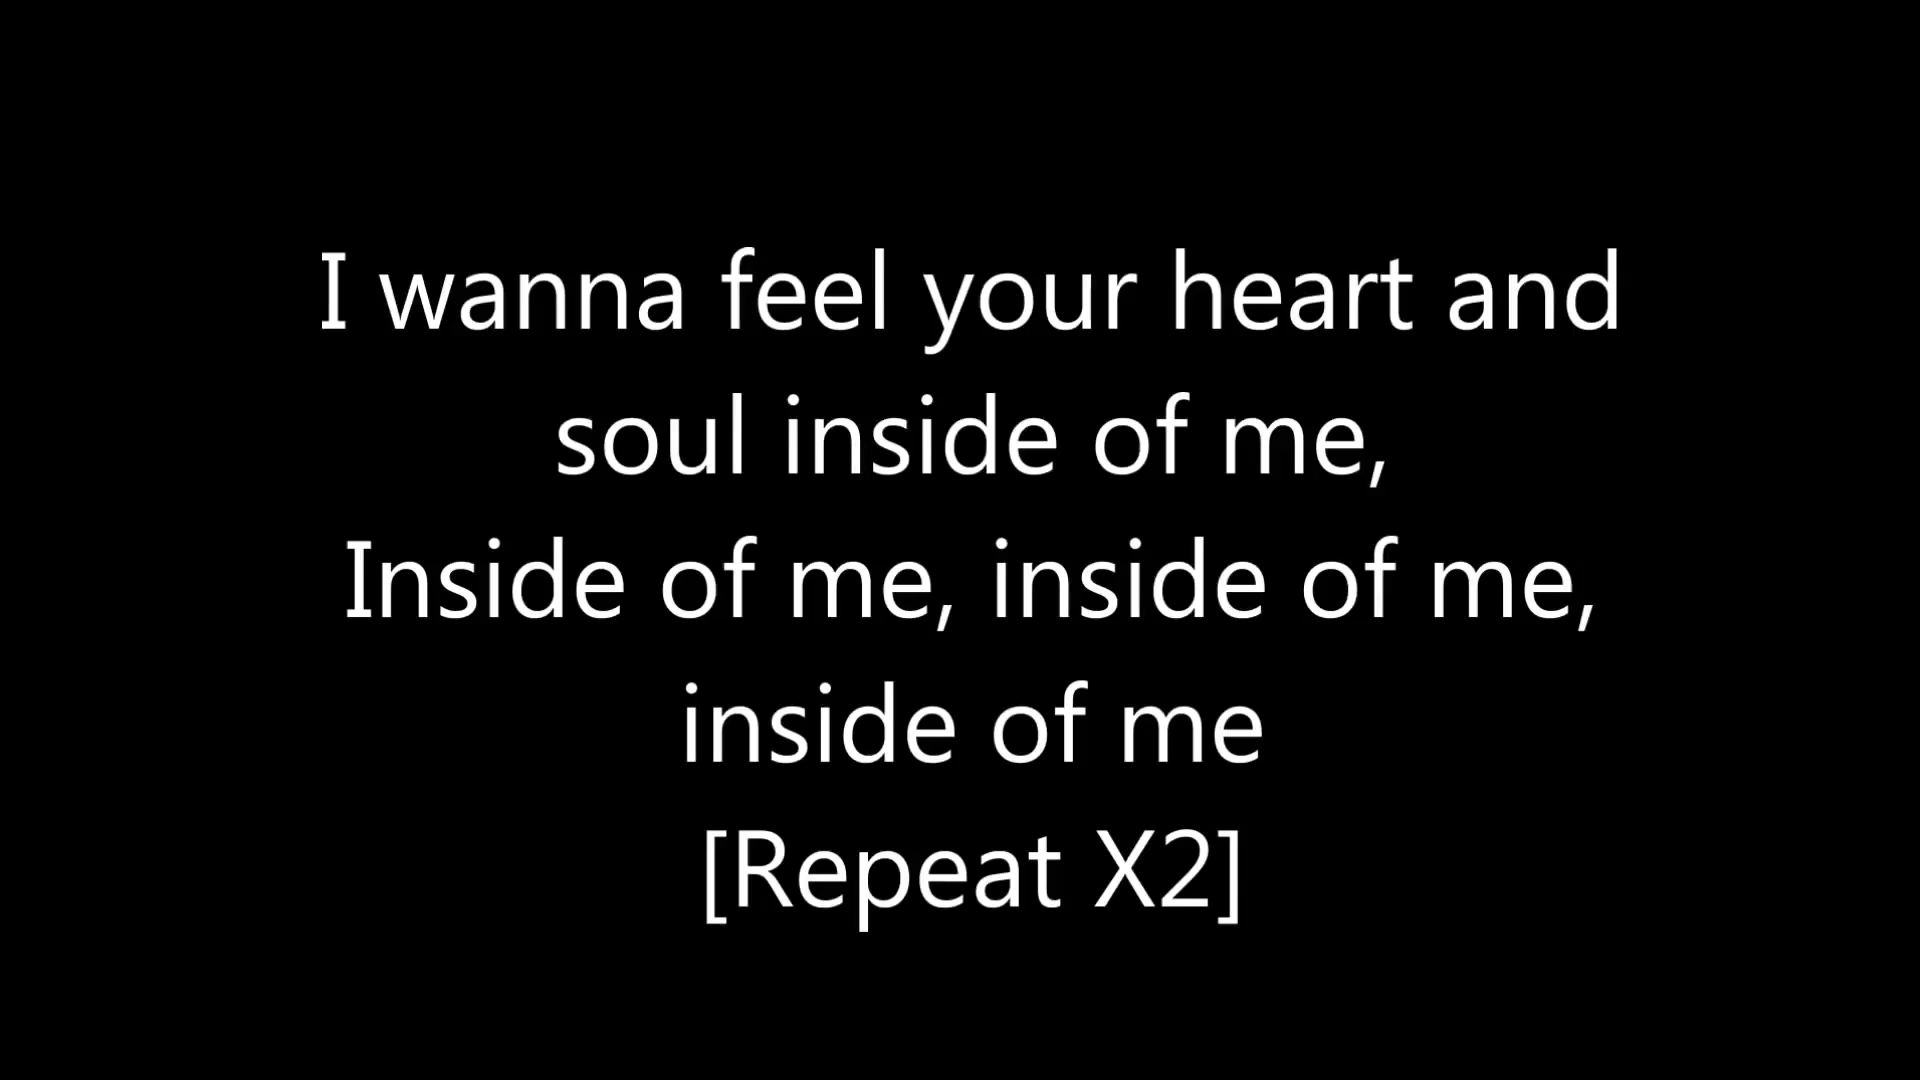 I wanna feel your heart and
soul inside of me,
Inside of me, inside of me,
inside of me
[Repeat X2]